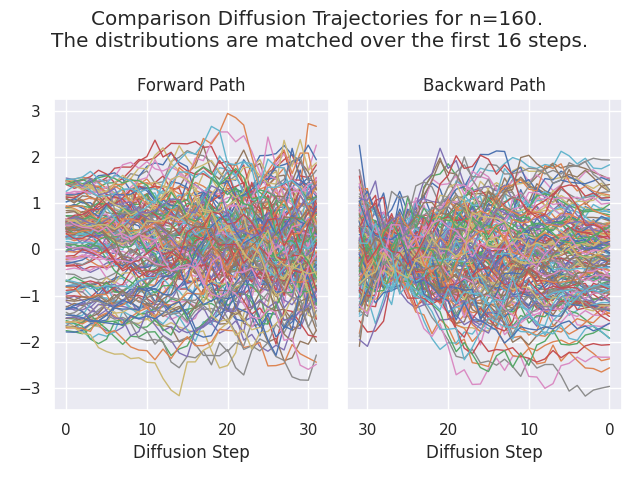 Comparison Diffusion Trajectories for n=160.
The distributions are matched over the first 16 steps.
Forward Path
Backward Path
3
2
1
0
−1
−2
−3
0 10 20 30
30 20 10 0
Diffusion Step
Diffusion Step